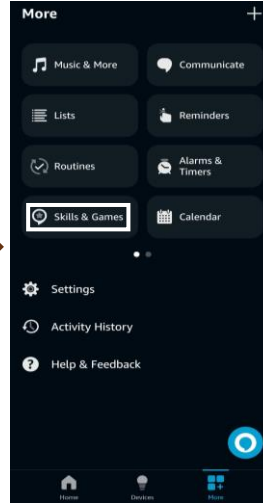 More
Music & More
Communicate
Lists
Reminders
Routines
Alarms &
Timers
Skills & Games
Calendar
Settings
Activity History
Help & Feedback
Home
Devices
More